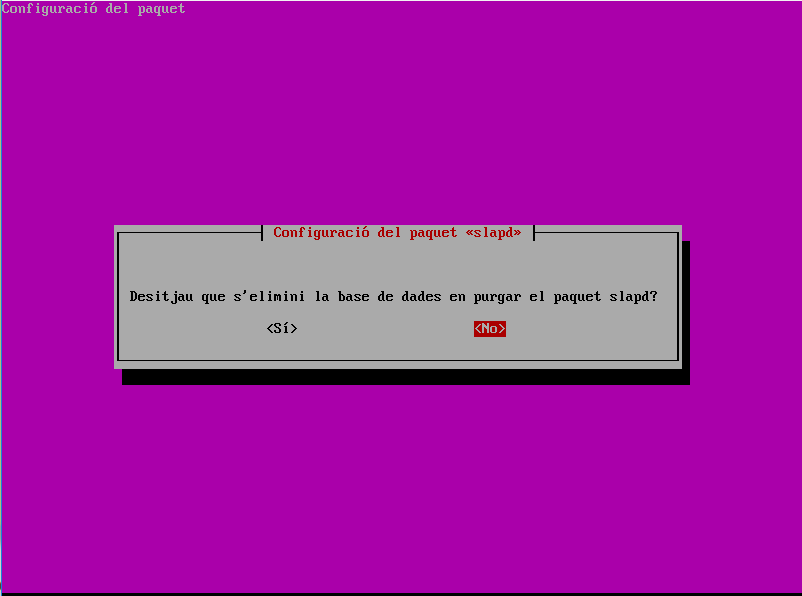 Configuració del paquet
Configuració del paquet «slapd»
Desitjau que s'elimini la base de dades en purgar el paquet slapd?
<Sí> <No>